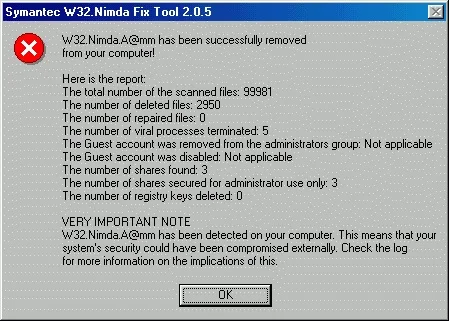 Symantec W32.Nimda Fix Tool 2.0.5
W32.Nimda.A@mm has been successfully removed
from your computer!
Here is the report:
The total number of the scanned files: 99981
The number of deleted files: 2950
The number of repaired files: 0
The number of viral processes terminated: 5
The Guest account was removed from the administrators group: Not applicable
The Guest account was disabled: Not applicable
The number of shares found: 3
The number of shares secured for administrator use only: 3
The number of registry keys deleted: 0
VERY IMPORTANT NOTE
W32.Nimda.A@mm has been detected on your computer. This means that your
system's security could have been compromised externally. Check the log
for more information on the implications of this.
OK